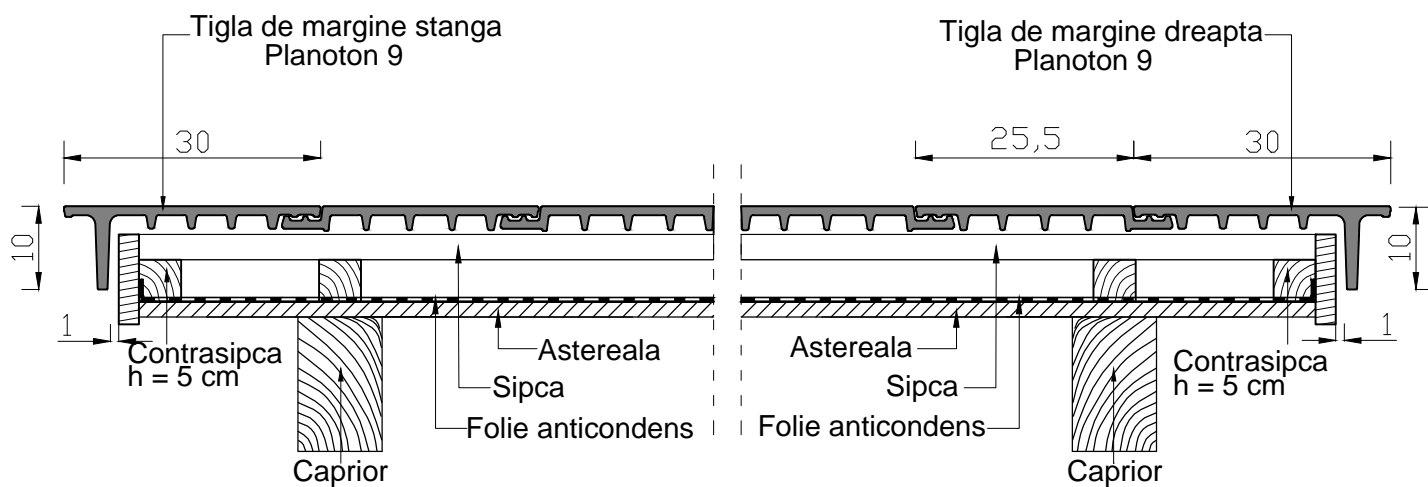 Tigla de margine stanga
Planoton 9
Tigla de margine dreapta
Planoton 9
30
25,5
30
10
10
1
1
Contrasipca
h = 5 cm
Astereala
Astereala
Contrasipca
h = 5 cm
Sipca
Sipca
Folie anticondens
Folie anticondens
Caprior
Caprior